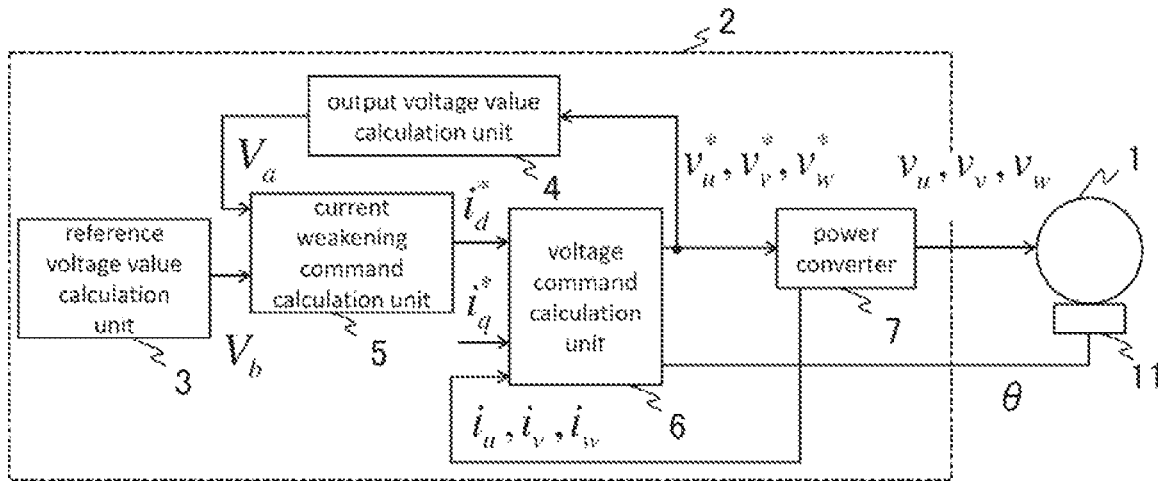 2
output voltage value
calculation unit
4
V_a
v_u^*, v_v^*, v_w^*
v_u, v_v, v_w
1
reference
voltage value
calculation
unit
3
V_b
current
weakening
command
calculation unit
5
i_d^*
i_q^*
voltage
command
calculation
unit
6
power
converter
7
11
θ
i_u, i_v, i_w